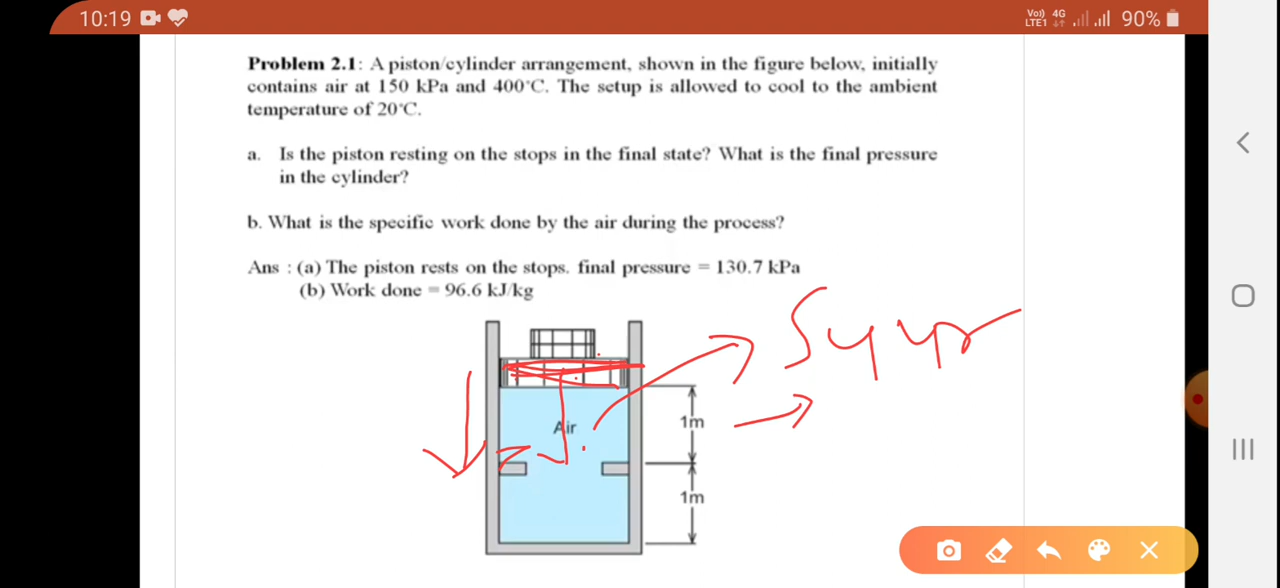 10:19
Vo)) 4G
LTE1
90%
Problem 2.1: A piston/cylinder arrangement, shown in the figure below, initially
contains air at 150 kPa and 400°C. The setup is allowed to cool to the ambient
temperature of 20°C.
a. Is the piston resting on the stops in the final state? What is the final pressure
in the cylinder?
b. What is the specific work done by the air during the process?
Ans : (a) The piston rests on the stops. final pressure = 130.7 kPa
(b) Work done = 96.6 kJ/kg
Air
1m
1m